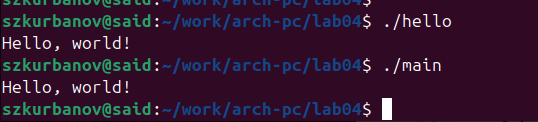 szkurbanov@said:~/work/arch-pc/lab04$ ./hello
Hello, world!
szkurbanov@said:~/work/arch-pc/lab04$ ./main
Hello, world!
szkurbanov@said:~/work/arch-pc/lab04$